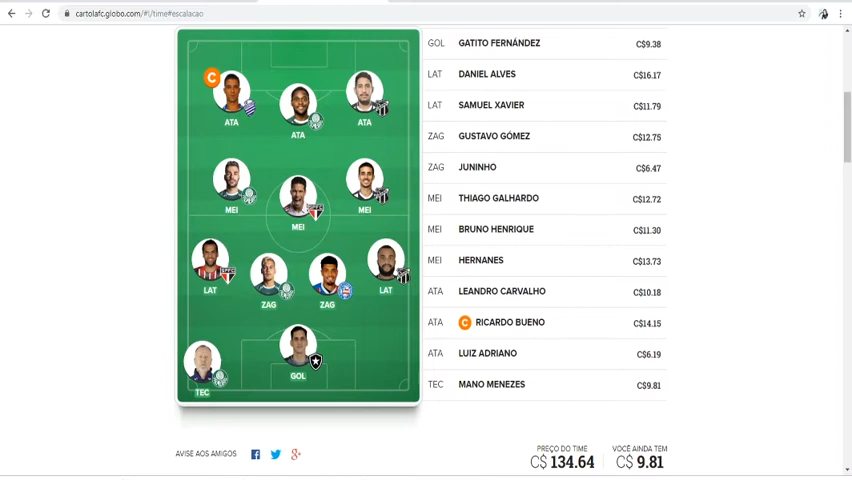 cartolafc.globo.com/#!/time#escalacao
C
ATA
ATA
ATA
MEI
MEI
MEI
LAT
ZAG
ZAG
LAT
GOL
TEC
GOL GATITO FERNÁNDEZ C$9.38
LAT DANIEL ALVES C$16.17
LAT SAMUEL XAVIER C$11.79
ZAG GUSTAVO GÓMEZ C$12.75
ZAG JUNINHO C$6.47
MEI THIAGO GALHARDO C$12.72
MEI BRUNO HENRIQUE C$11.30
MEI HERNANES C$13.73
ATA LEANDRO CARVALHO C$10.18
ATA C RICARDO BUENO C$14.15
ATA LUIZ ADRIANO C$6.19
TEC MANO MENEZES C$9.81
AVISE AOS AMIGOS
PREÇO DO TIME VOCÊ AINDA TEM
C$ 134.64 C$ 9.81